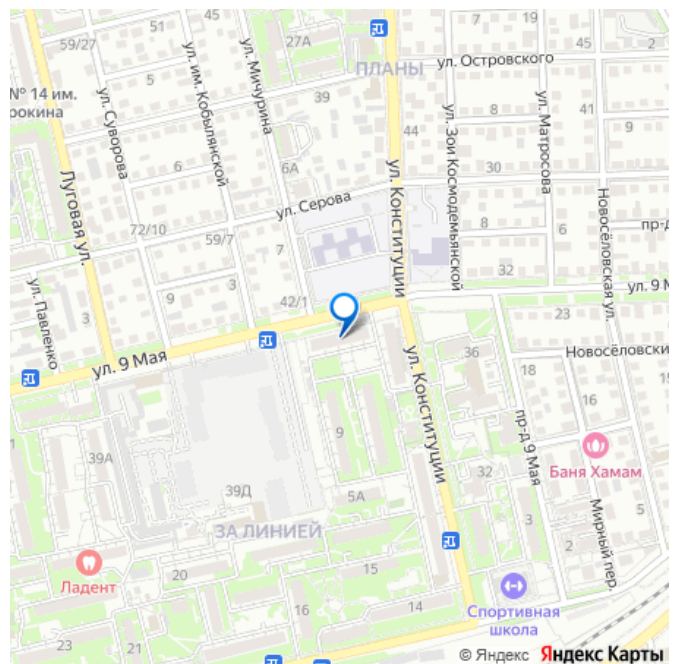 59/27
5
27А
7
19
45
2
ул. Островского
ПЛАНЫ
№ 14 им.
рокина
ул. Суворова
ул. им. Кобылянской
ул. Мичурина
39
44
8
41
9
ул. Матросова
ул. Зои Космодемьянской
ул. Конституции
6
6А
30
Луговая ул.
ул. Серова
72/10
59/7
7
8
6
пр-д
Новосёловская ул.
32
ул. Павленко
3
9
3
42/1
ул. 9 М
23
ул. 9 Мая
ул. Конституции
36
Новосёловски
18
16
15
пр-д 9 Мая
1
39А
9
Баня Хамам
32
39Д
5А
3
5
ЗА ЛИНИЕЙ
Мирный пер.
2
Ладент
20
15
16
14
Спортивная
школа
23
21
© Яндекс Яндекс Карты